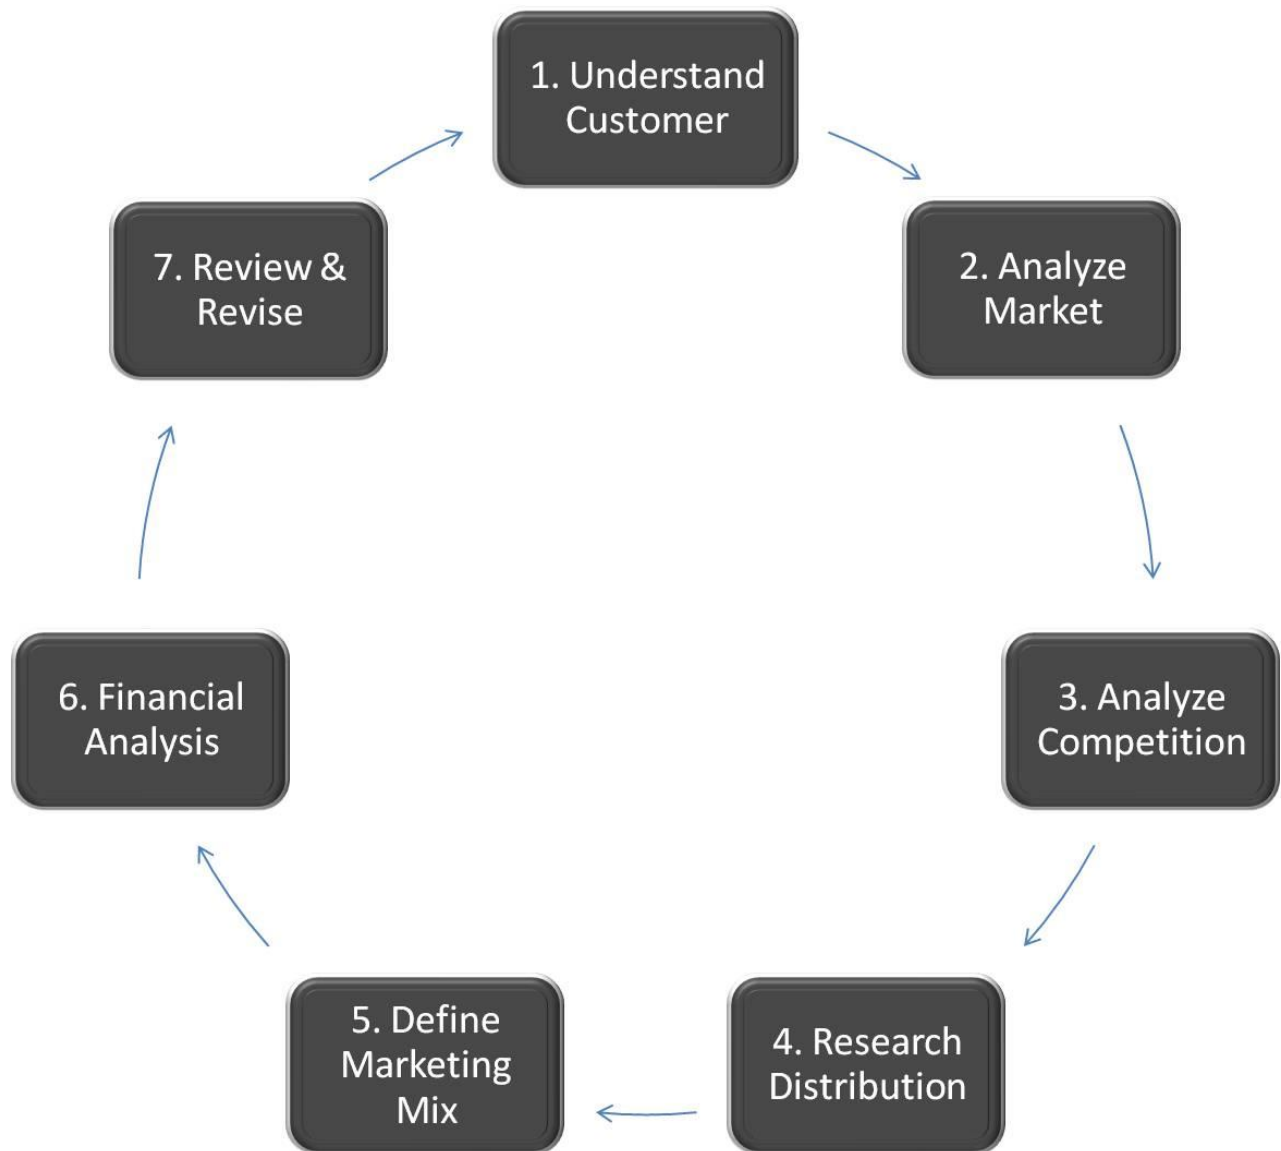 1. Understand
Customer
2. Analyze
Market
3. Analyze
Competition
4. Research
Distribution
5. Define
Marketing
Mix
6. Financial
Analysis
7. Review &
Revise